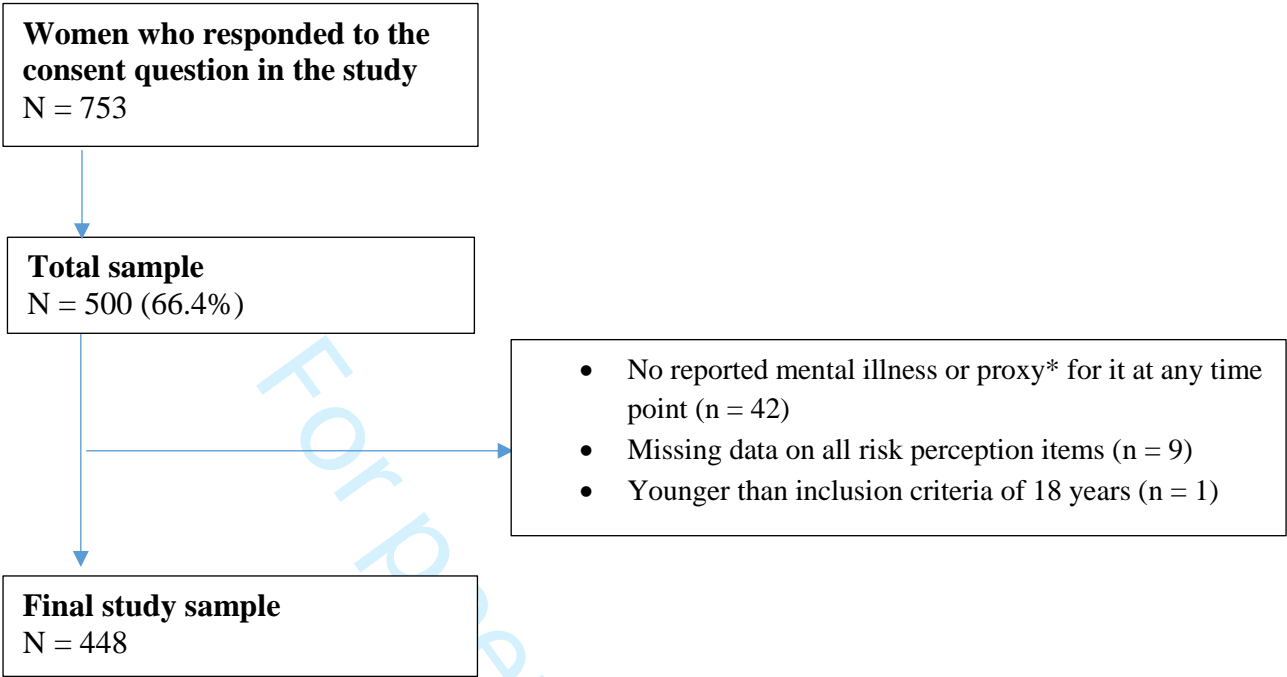 Women who responded to the
consent question in the study
N = 753
Total sample
N = 500 (66.4%)
• No reported mental illness or proxy* for it at any time
point (n = 42)
• Missing data on all risk perception items (n = 9)
• Younger than inclusion criteria of 18 years (n = 1)
Final study sample
N = 448
For pe